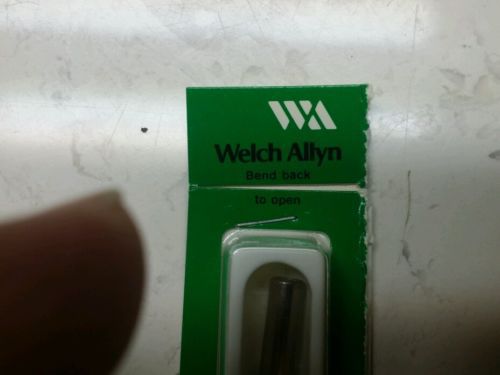 WA
Welch Allyn
Bend back
to open